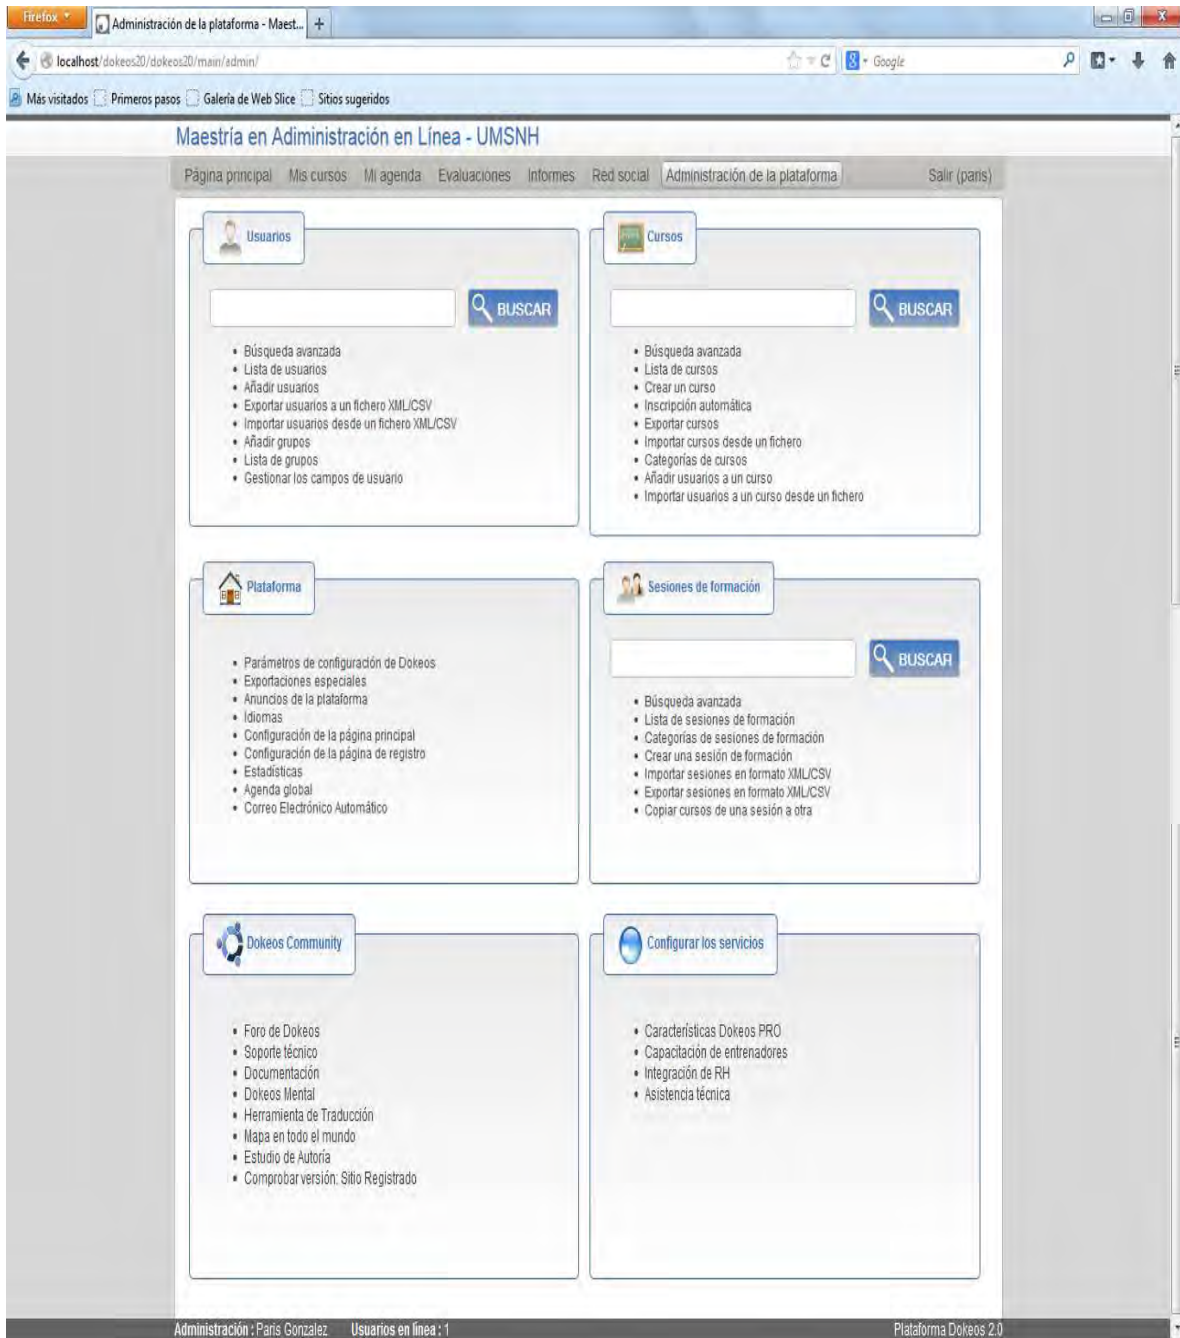 Firefox
Administración de la plataforma - Maest...
localhost/dokeos20/dokeos20/main/admin/
Google
Más visitados Primeros pasos Galería de Web Slice Sitios sugeridos
Maestría en Adiministración en Línea - UMSNH
Página principal Mis cursos Mi agenda Evaluaciones Informes Red social Administración de la plataforma Salir (paris)
Usuarios
BUSCAR
• Búsqueda avanzada
• Lista de usuarios
• Añadir usuarios
• Exportar usuarios a un fichero XML/CSV
• Importar usuarios desde un fichero XML/CSV
• Añadir grupos
• Lista de grupos
• Gestionar los campos de usuario
Cursos
BUSCAR
• Búsqueda avanzada
• Lista de cursos
• Crear un curso
• Inscripción automática
• Exportar cursos
• Importar cursos desde un fichero
• Categorías de cursos
• Añadir usuarios a un curso
• Importar usuarios a un curso desde un fichero
Plataforma
• Parámetros de configuración de Dokeos
• Exportaciones especiales
• Anuncios de la plataforma
• Idiomas
• Configuración de la página principal
• Configuración de la página de registro
• Estadísticas
• Agenda global
• Correo Electrónico Automático
Sesiones de formación
BUSCAR
• Búsqueda avanzada
• Lista de sesiones de formación
• Categorías de sesiones de formación
• Crear una sesión de formación
• Importar sesiones en formato XML/CSV
• Exportar sesiones en formato XML/CSV
• Copiar cursos de una sesión a otra
Dokeos Community
• Foro de Dokeos
• Soporte técnico
• Documentación
• Dokeos Mental
• Herramienta de Traducción
• Mapa en todo el mundo
• Estudio de Autoría
• Comprobar versión: Sitio Registrado
Configurar los servicios
• Características Dokeos PRO
• Capacitación de entrenadores
• Integración de RH
• Asistencia técnica
Administración : Paris Gonzalez Usuarios en línea : 1 Plataforma Dokeos 2.0